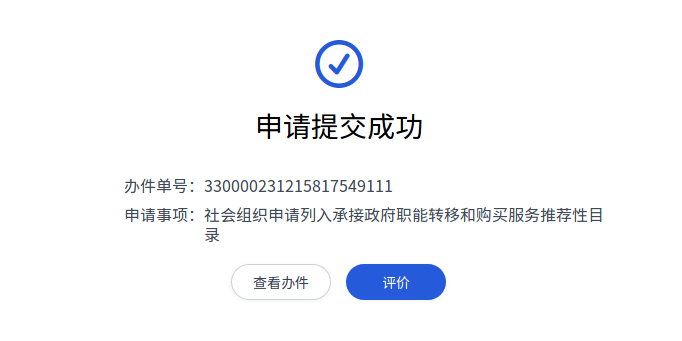 申请提交成功
办件单号：330000231215817549111
申请事项：社会组织申请列入承接政府职能转移和购买服务推荐性目
录
查看办件 评价